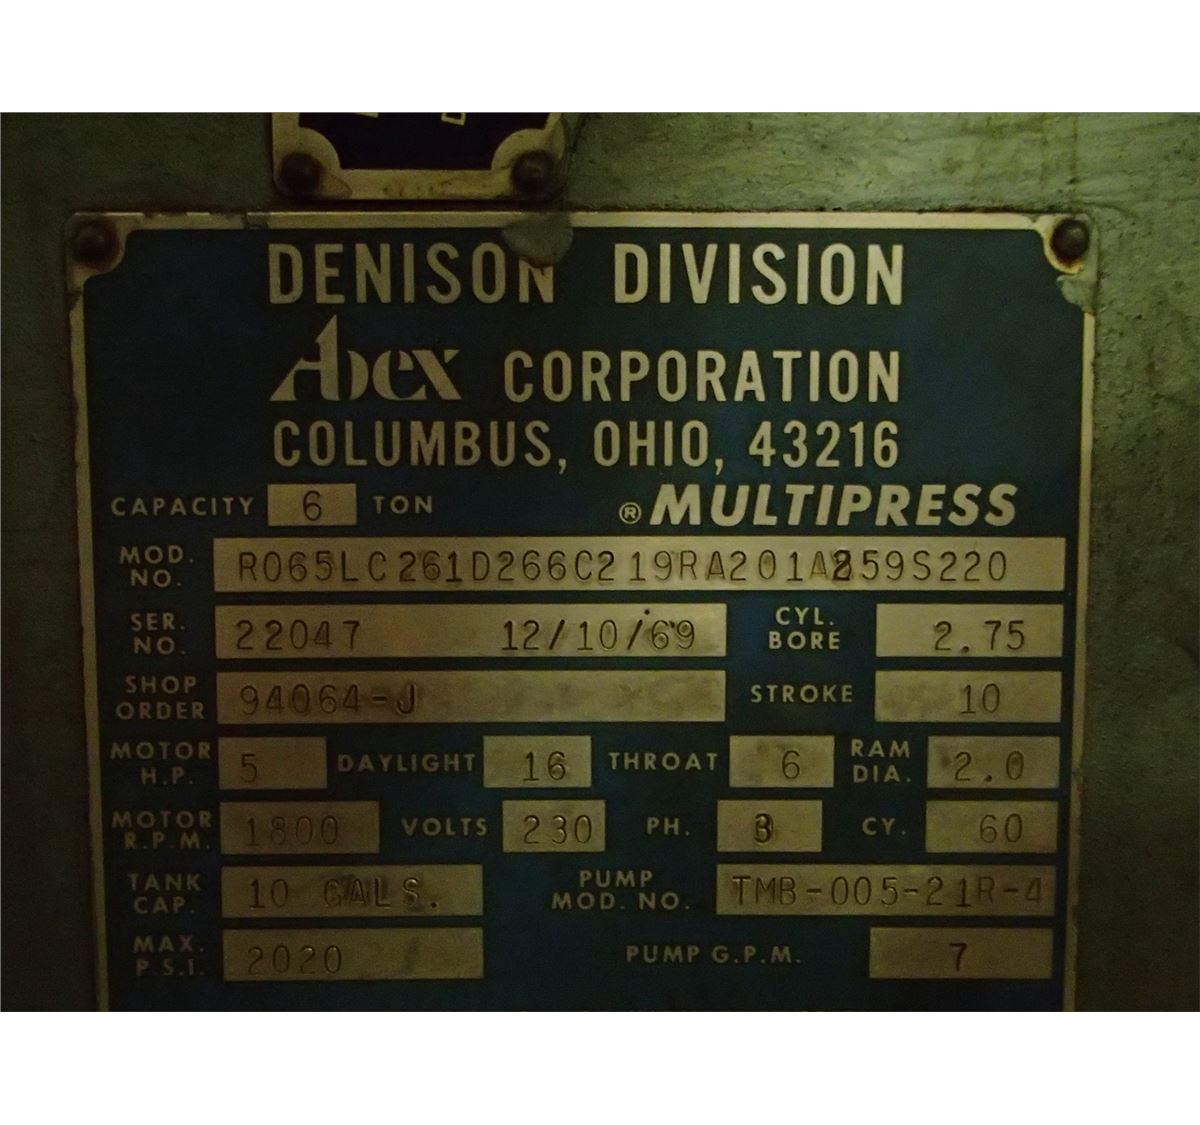 DENISON DIVISION
Abex CORPORATION
COLUMBUS, OHIO, 43216
CAPACITY 6 TON ® MULTIPRESS
MOD. NO. R065LC261D266C219RA201A259S220
SER. NO. 22047 12/10/69 CYL. BORE 2.75
SHOP ORDER 94064-J STROKE 10
MOTOR H.P. 5 DAYLIGHT 16 THROAT 6 RAM DIA. 2.0
MOTOR R.P.M. 1800 VOLTS 230 PH. 3 CY. 60
TANK CAP. 10 GALS. PUMP MOD. NO. TMB-005-21R-4
MAX. P.S.I. 2020 PUMP G.P.M. 7